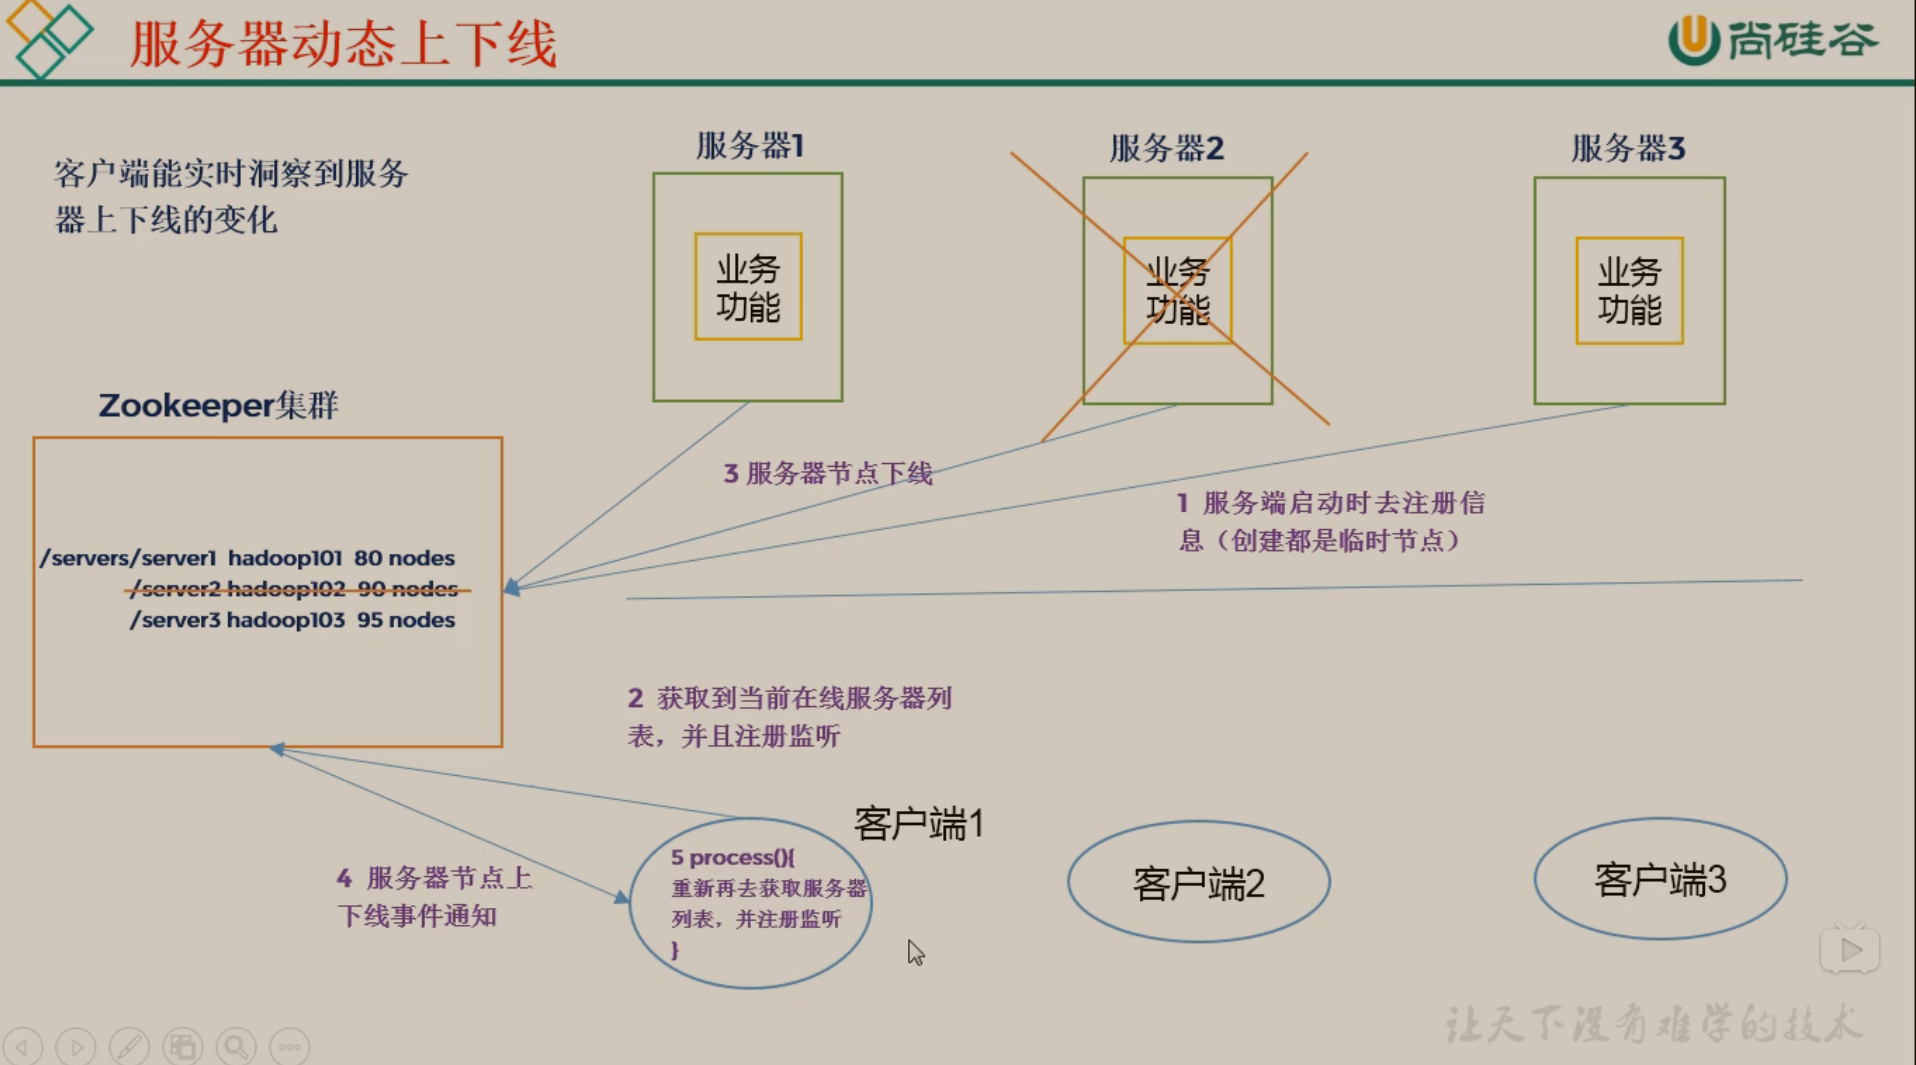 服务器动态上下线
尚硅谷
客户端能实时洞察到服务
器上下线的变化
服务器1
业务
功能
服务器2
业务
功能
服务器3
业务
功能
Zookeeper集群
/servers/server1 hadoop101 80 nodes
/server2 hadoop102 90 nodes
/server3 hadoop103 95 nodes
3 服务器节点下线
1 服务端启动时去注册信
息（创建都是临时节点）
2 获取到当前在线服务器列
表，并且注册监听
4 服务器节点上
下线事件通知
客户端1
5 process(){
重新再去获取服务器
列表，并注册监听
}
客户端2
客户端3
让天下没有难学的技术